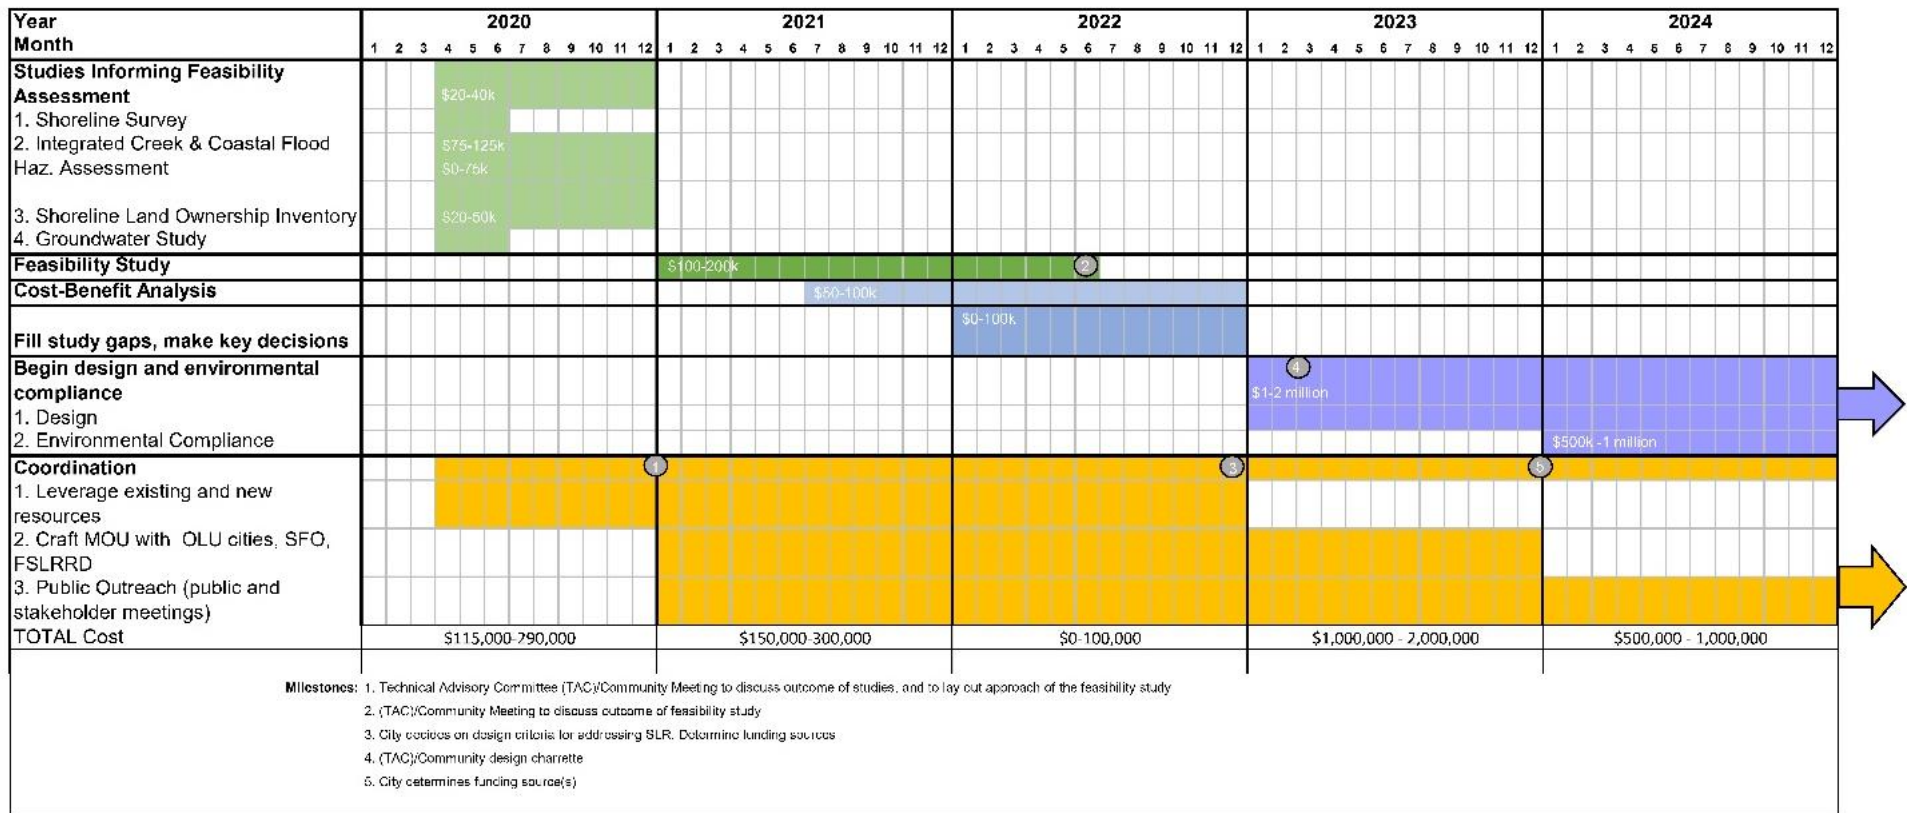 Year 2020 2021 2022 2023 2024
Month 1 2 3 4 5 6 7 8 9 10 11 12 1 2 3 4 5 6 7 8 9 10 11 12 1 2 3 4 5 6 7 8 9 10 11 12 1 2 3 4 5 6 7 8 9 10 11 12 1 2 3 4 5 6 7 8 9 10 11 12
Studies Informing Feasibility
Assessment $20-40k
1. Shoreline Survey
2. Integrated Creek & Coastal Flood $75-125k
Haz. Assessment $0-75k
3. Shoreline Land Ownership Inventory $20-50k
4. Groundwater Study
Feasibility Study $100-200k 2
Cost-Benefit Analysis $50-100k
$0-100k
Fill study gaps, make key decisions
Begin design and environmental 4
compliance $1-2 million
1. Design
2. Environmental Compliance $500k -1 million
Coordination 1 3 5
1. Leverage existing and new
resources
2. Craft MOU with OLU cities, SFO,
FSLRRD
3. Public Outreach (public and
stakeholder meetings)
TOTAL Cost $115,000-290,000 $150,000-300,000 $0-100,000 $1,000,000 - 2,000,000 $500,000 - 1,000,000
Milestones: 1. Technical Advisory Committee (TAC)/Community Meeting to discuss outcome of studies, and to lay out approach of the feasibility study
2. (TAC)/Community Meeting to discuss outcome of feasibility study
3. City decides on design criteria for addressing SLR. Determine funding sources
4. (TAC)/Community design charrette
5. City determines funding source(s)